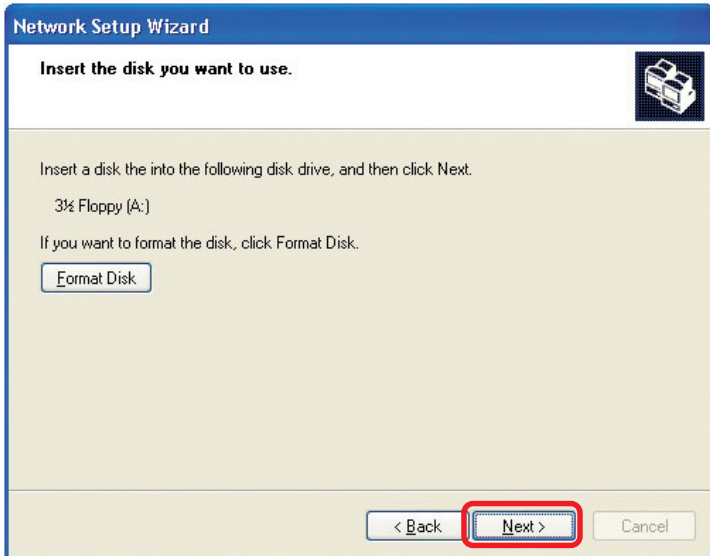 Network Setup Wizard
Insert the disk you want to use.
Insert a disk the into the following disk drive, and then click Next.
3½ Floppy (A:)
If you want to format the disk, click Format Disk.
Format Disk
< Back
Next >
Cancel